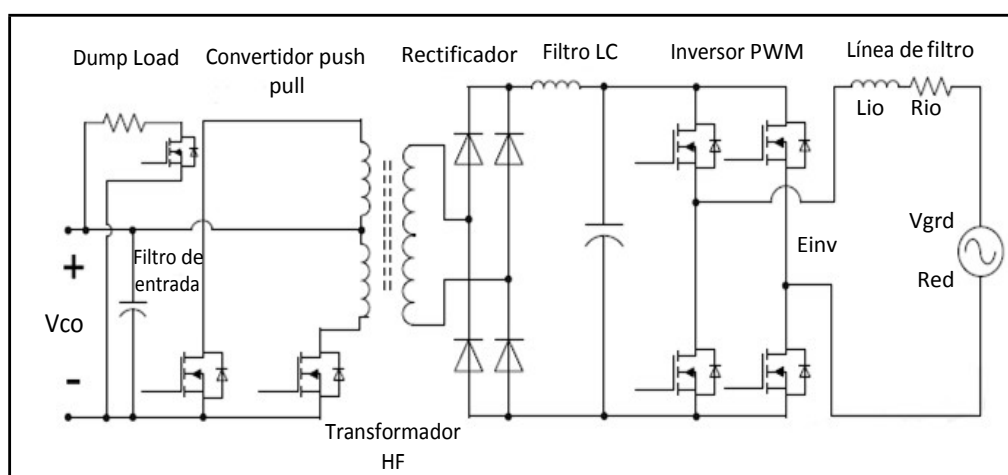 Dump Load
Convertidor push
pull
Rectificador
Filtro LC
Inversor PWM
Línea de filtro
Lio
Rio
Vgrd
Red
Einv
+
Filtro de
entrada
Vco
-
Transformador
HF